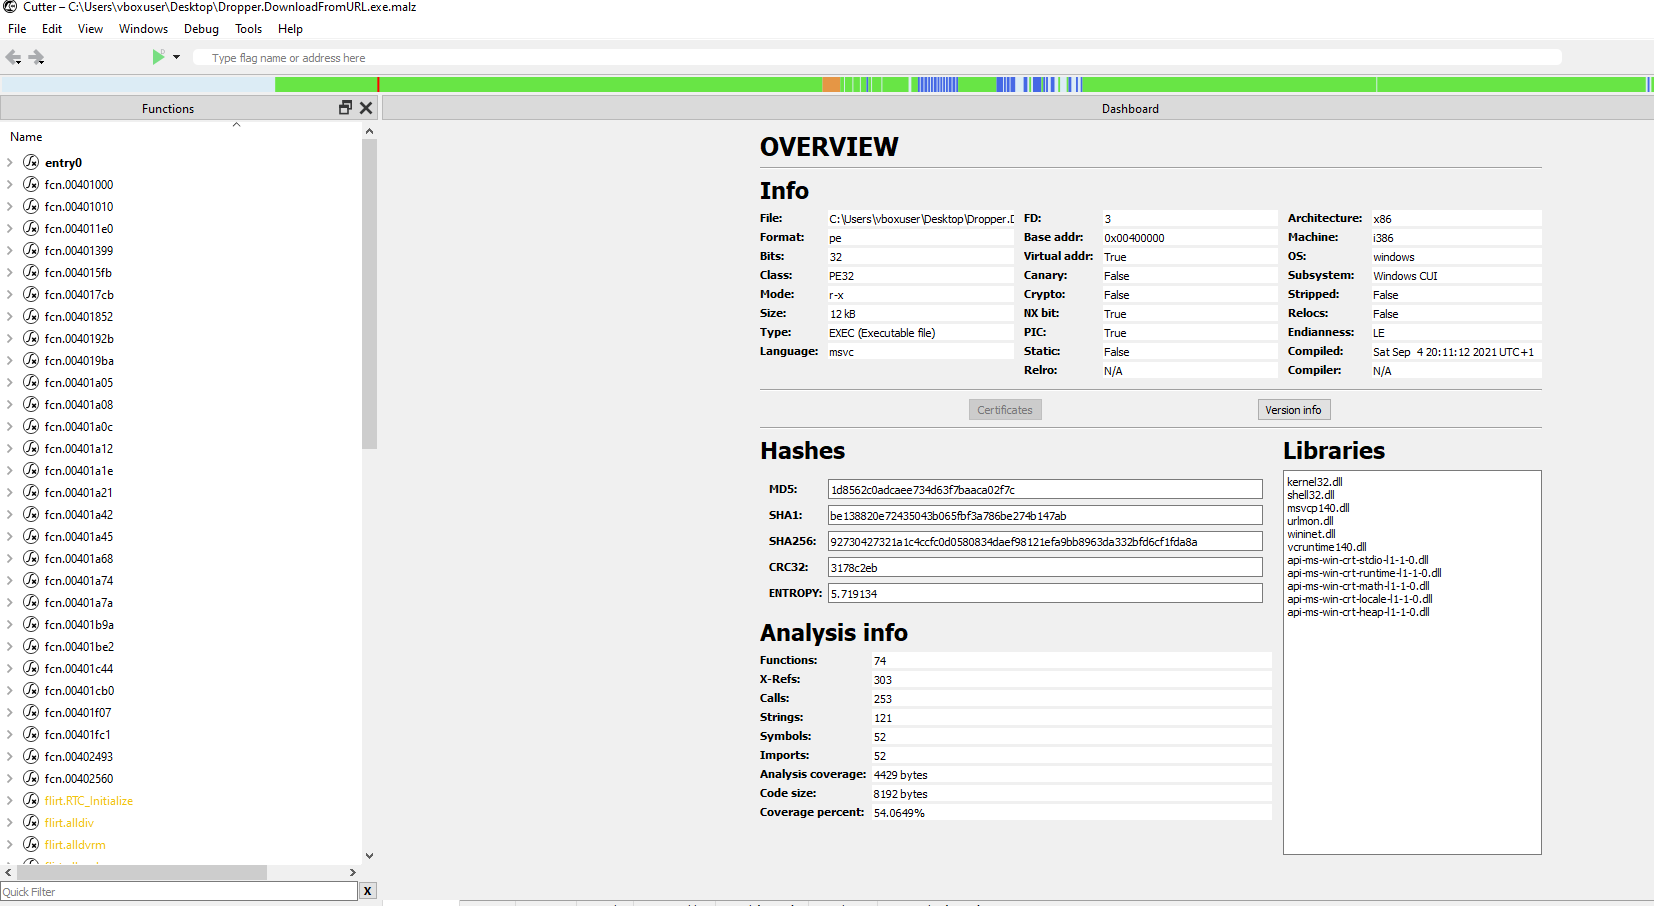 Cutter – C:\Users\vboxuser\Desktop\Dropper.DownloadFromURL.exe.malz
File Edit View Windows Debug Tools Help
Type flag name or address here
Functions
Dashboard
Name
entry0
fcn.00401000
fcn.00401010
fcn.004011e0
fcn.00401399
fcn.004015fb
fcn.004017cb
fcn.00401852
fcn.0040192b
fcn.004019ba
fcn.00401a05
fcn.00401a08
fcn.00401a0c
fcn.00401a12
fcn.00401a1e
fcn.00401a21
fcn.00401a42
fcn.00401a45
fcn.00401a68
fcn.00401a74
fcn.00401a7a
fcn.00401b9a
fcn.00401be2
fcn.00401c44
fcn.00401cb0
fcn.00401f07
fcn.00401fc1
fcn.00402493
fcn.00402560
flirt.RTC_Initialize
flirt.alldiv
flirt.alldvrm
Quick Filter X
OVERVIEW
Info
File: C:\Users\vboxuser\Desktop\Dropper.D FD: 3 Architecture: x86
Format: pe Base addr: 0x00400000 Machine: i386
Bits: 32 Virtual addr: True OS: windows
Class: PE32 Canary: False Subsystem: Windows CUI
Mode: r-x Crypto: False Stripped: False
Size: 12 kB NX bit: True Relocs: False
Type: EXEC (Executable file) PIC: True Endianness: LE
Language: msvc Static: False Compiled: Sat Sep 4 20:11:12 2021 UTC+1
Relro: N/A Compiler: N/A
Certificates Version info
Hashes
MD5: 1d8562c0adcaee734d63f7baaca02f7c
SHA1: be138820e72435043b065fbf3a786be274b147ab
SHA256: 92730427321a1c4ccfc0d0580834daef98121efa9bb8963da332bfd6cf1fda8a
CRC32: 3178c2eb
ENTROPY: 5.719134
Libraries
kernel32.dll
shell32.dll
msvcp140.dll
urlmon.dll
wininet.dll
vcruntime140.dll
api-ms-win-crt-stdio-l1-1-0.dll
api-ms-win-crt-runtime-l1-1-0.dll
api-ms-win-crt-math-l1-1-0.dll
api-ms-win-crt-locale-l1-1-0.dll
api-ms-win-crt-heap-l1-1-0.dll
Analysis info
Functions: 74
X-Refs: 303
Calls: 253
Strings: 121
Symbols: 52
Imports: 52
Analysis coverage: 4429 bytes
Code size: 8192 bytes
Coverage percent: 54.0649%